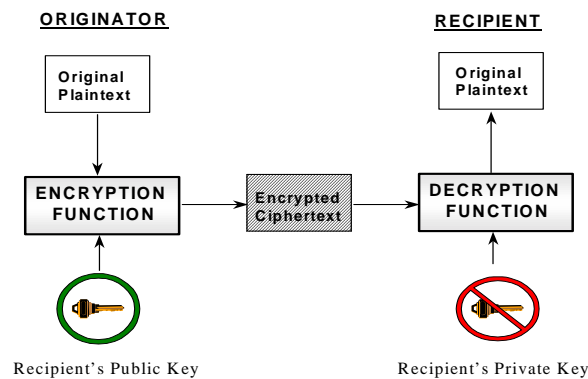 ORIGINATOR
RECIPIENT
Original
Plaintext
Original
Plaintext
ENCRYPTION
FUNCTION
Encrypted
Ciphertext
DECRYPTION
FUNCTION
Recipient's Public Key
Recipient's Private Key